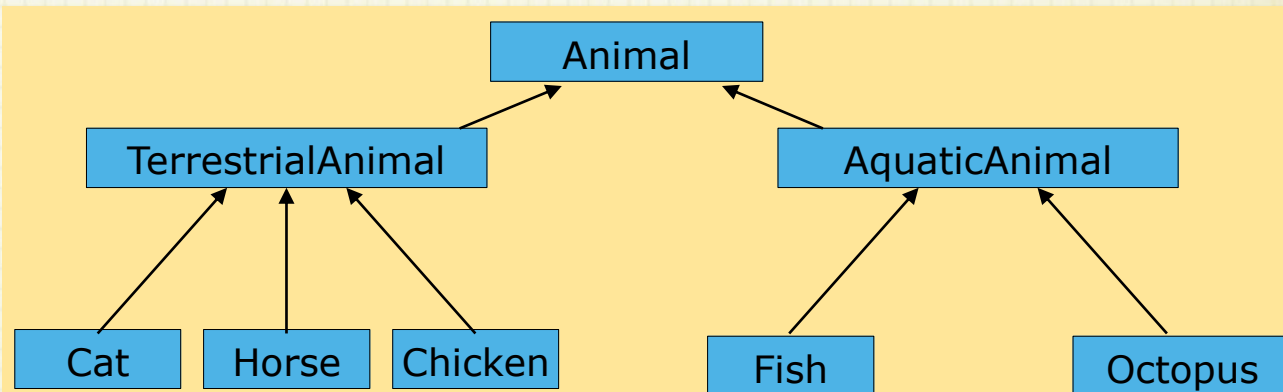 Animal
TerrestrialAnimal
AquaticAnimal
Cat
Horse
Chicken
Fish
Octopus